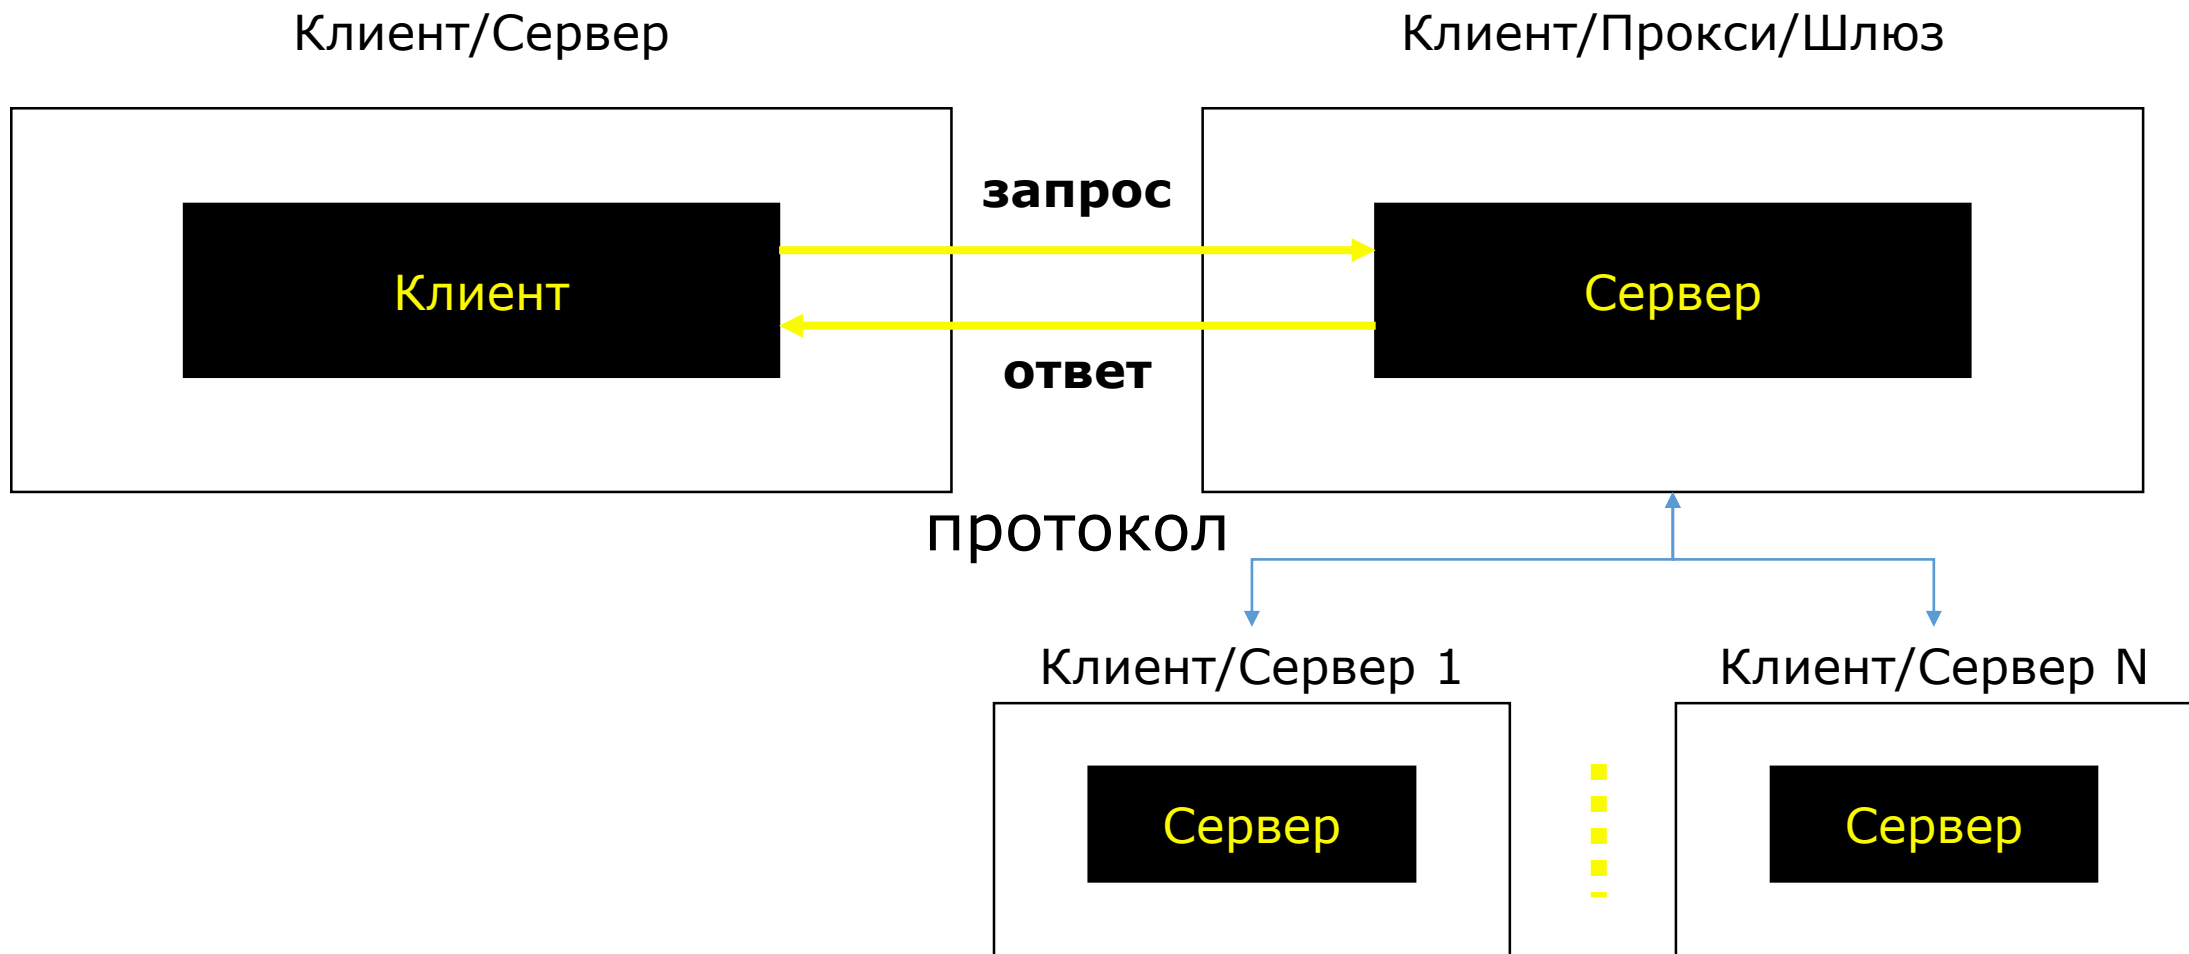 Клиент/Сервер
Клиент/Прокси/Шлюз
запрос
Клиент
Сервер
ответ
протокол
Клиент/Сервер 1
Клиент/Сервер N
Сервер
Сервер